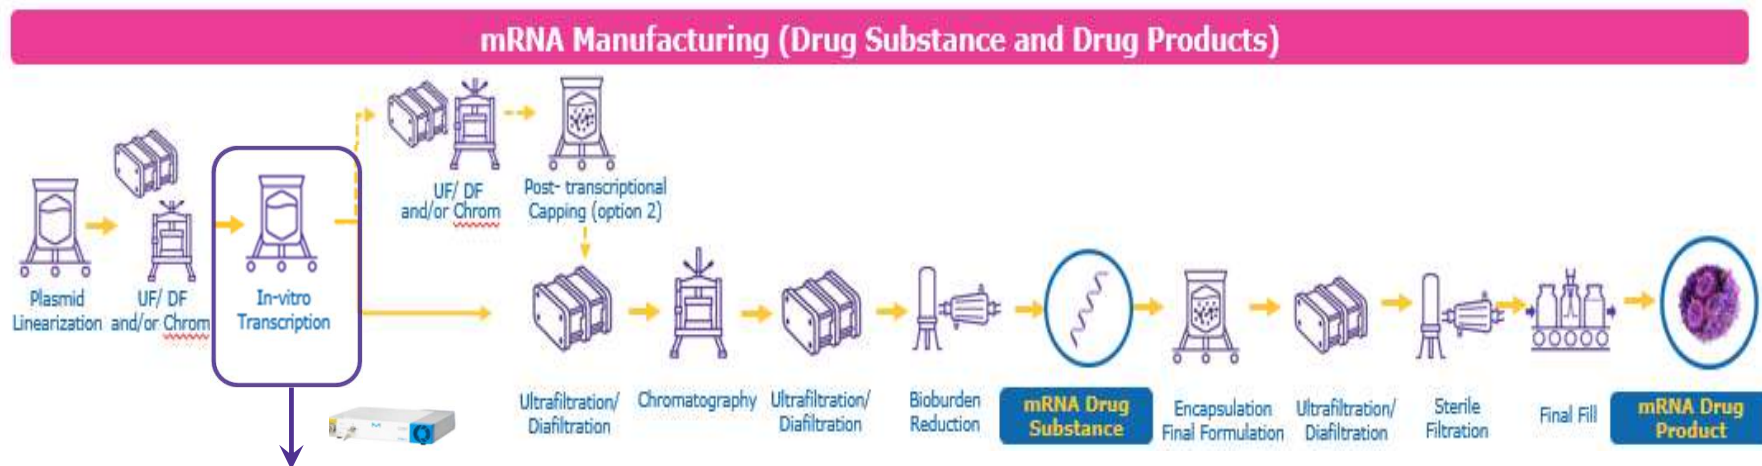 mRNA Manufacturing (Drug Substance and Drug Products)
UF/ DF
and/or Chrom
Post- transcriptional
Capping (option 2)
Plasmid
Linearization
UF/ DF
and/or Chrom
In-vitro
Transcription
Ultrafiltration/
Diafiltration
Chromatography
Ultrafiltration/
Diafiltration
Bioburden
Reduction
mRNA Drug
Substance
Encapsulation
Final Formulation
Ultrafiltration/
Diafiltration
Sterile
Filtration
Final Fill
mRNA Drug
Product